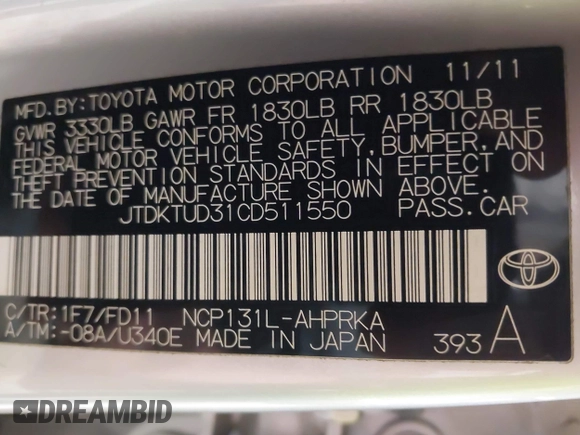 MFD.BY:TOYOTA MOTOR CORPORATION 11/11
GVWR 3330LB GAWR FR 1830LB RR 1830LB
THIS VEHICLE CONFORMS TO ALL APPLICABLE
FEDERAL MOTOR VEHICLE SAFETY,BUMPER,AND
THEFT PREVENTION STANDARDS IN EFFECT ON
THE DATE OF MANUFACTURE SHOWN ABOVE.
JTDKTUD31CD511550 PASS.CAR
C/TR:1F7/FD11 NCP131L-AHPRKA
A/TM:-08A/U340E MADE IN JAPAN 393 A
TOYOTA
DREAMBID